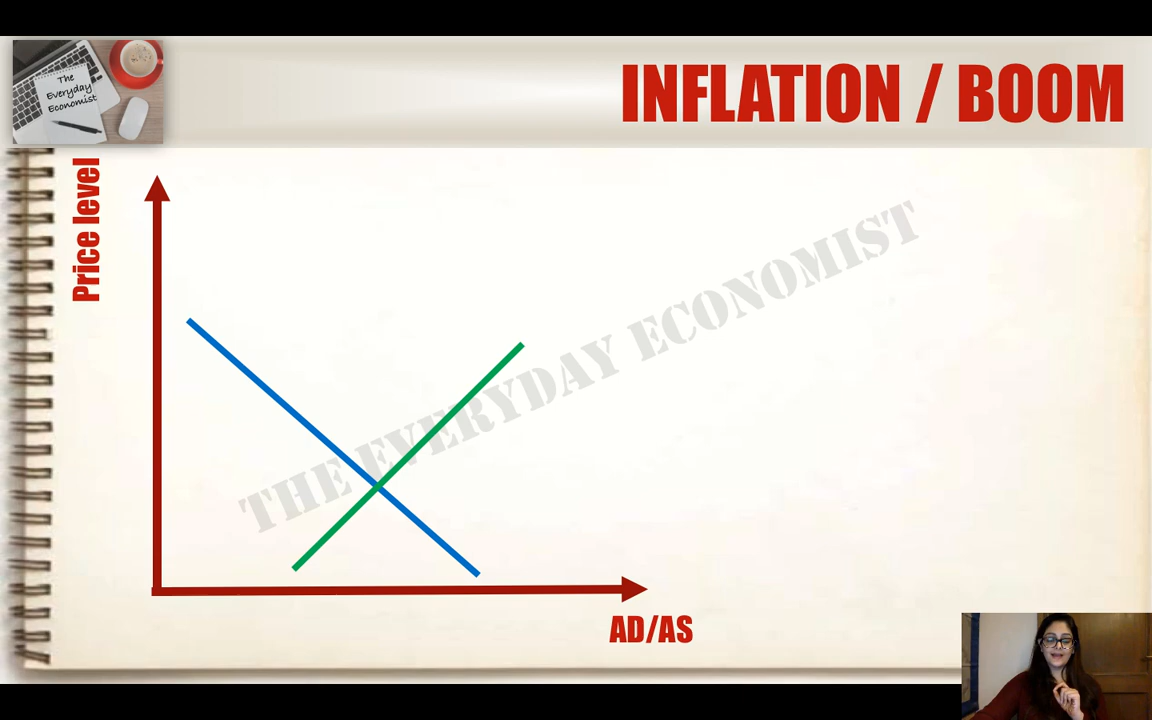 The
Everyday
Economist
INFLATION / BOOM
Price level
THE EVERYDAY ECONOMIST
AD/AS